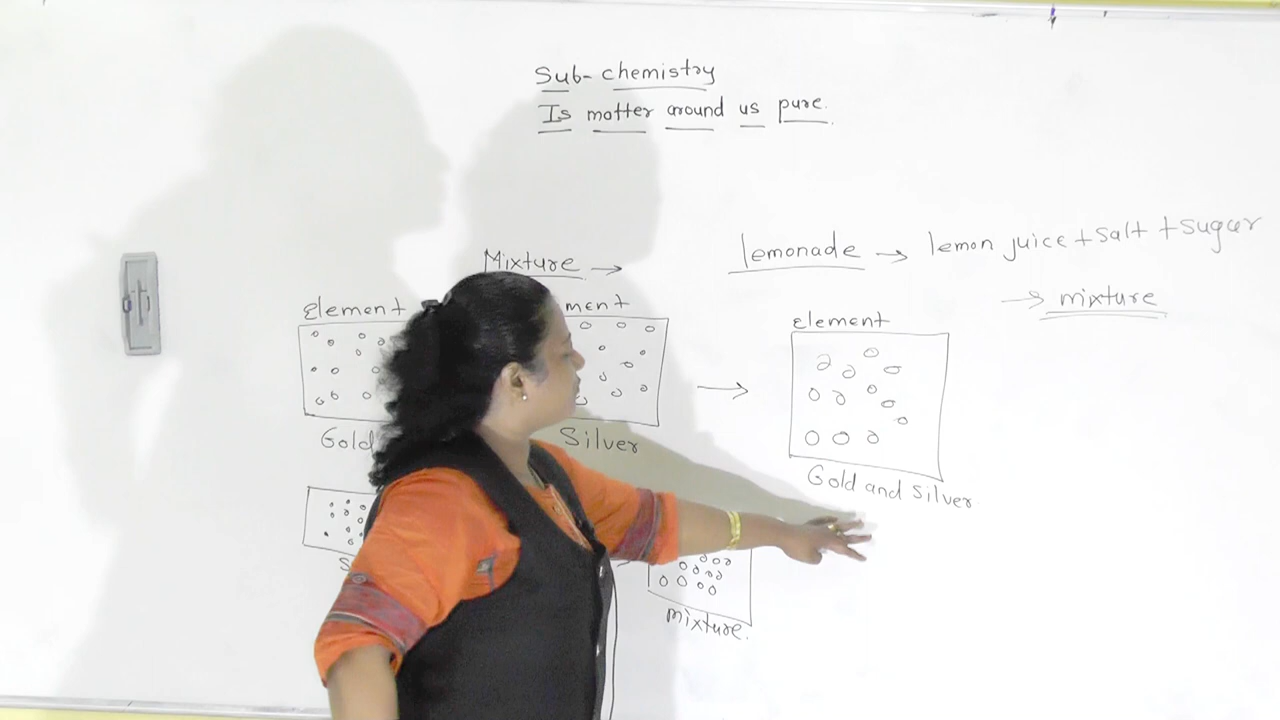 Sub- chemistry
Is matter around us pure.
Mixture →
lemonade → lemon juice + Salt + Sugar
→ mixture
Element
ment
element
Gold
Silver
→
Gold and Silver
S
mixture.